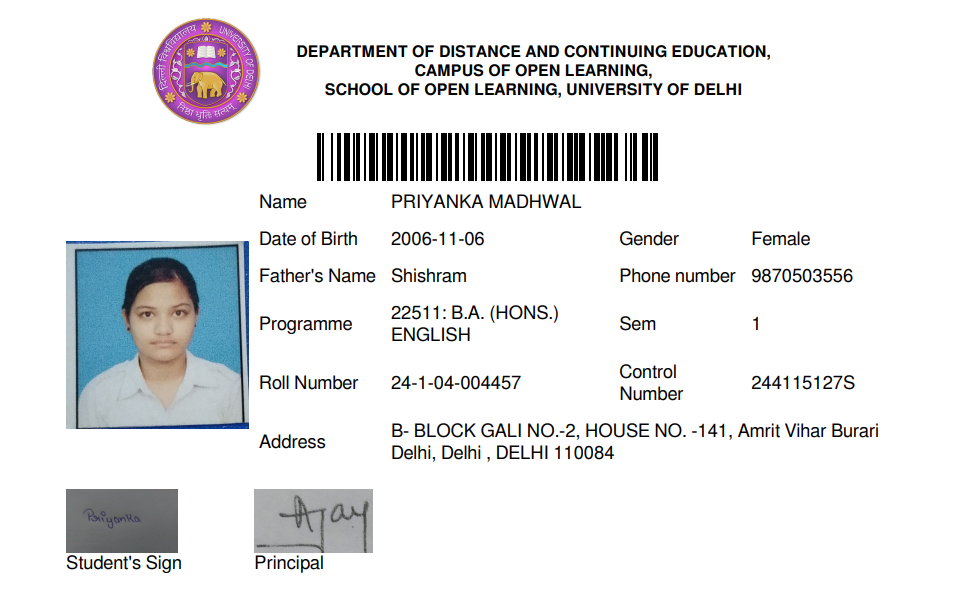 दिल्ली विश्वविद्यालय UNIVERSITY OF DELHI
निष्ठा धृतिः सत्यम्
DEPARTMENT OF DISTANCE AND CONTINUING EDUCATION,
CAMPUS OF OPEN LEARNING,
SCHOOL OF OPEN LEARNING, UNIVERSITY OF DELHI
Name PRIYANKA MADHWAL
Date of Birth 2006-11-06 Gender Female
Father's Name Shishram Phone number 9870503556
Programme 22511: B.A. (HONS.) ENGLISH Sem 1
Roll Number 24-1-04-004457 Control Number 244115127S
Address B- BLOCK GALI NO.-2, HOUSE NO. -141, Amrit Vihar Burari
Delhi, Delhi , DELHI 110084
Priyanka Ajay
Student's Sign Principal